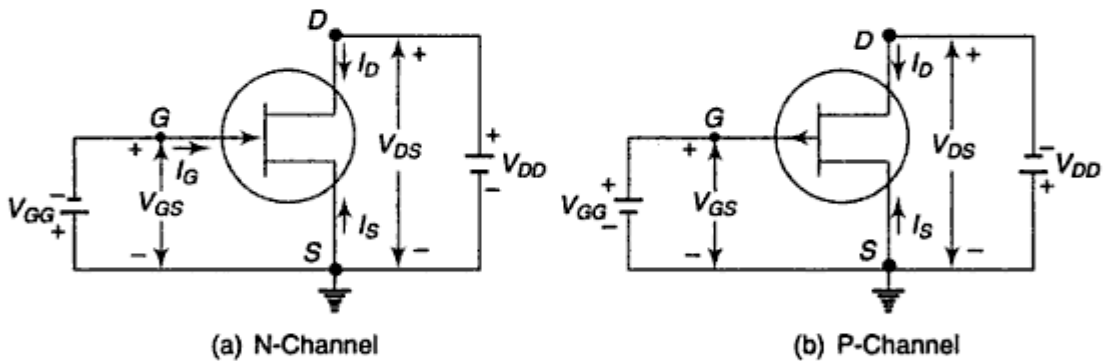 D
I_D
+
G
+
I_G
V_GS
–
–
V_GG
+
V_DS
+
–
V_DD
I_S
S
–
(a) N-Channel
D
I_D
+
G
+
V_GS
–
+
V_GG
–
V_DS
–
+
V_DD
I_S
S
–
(b) P-Channel